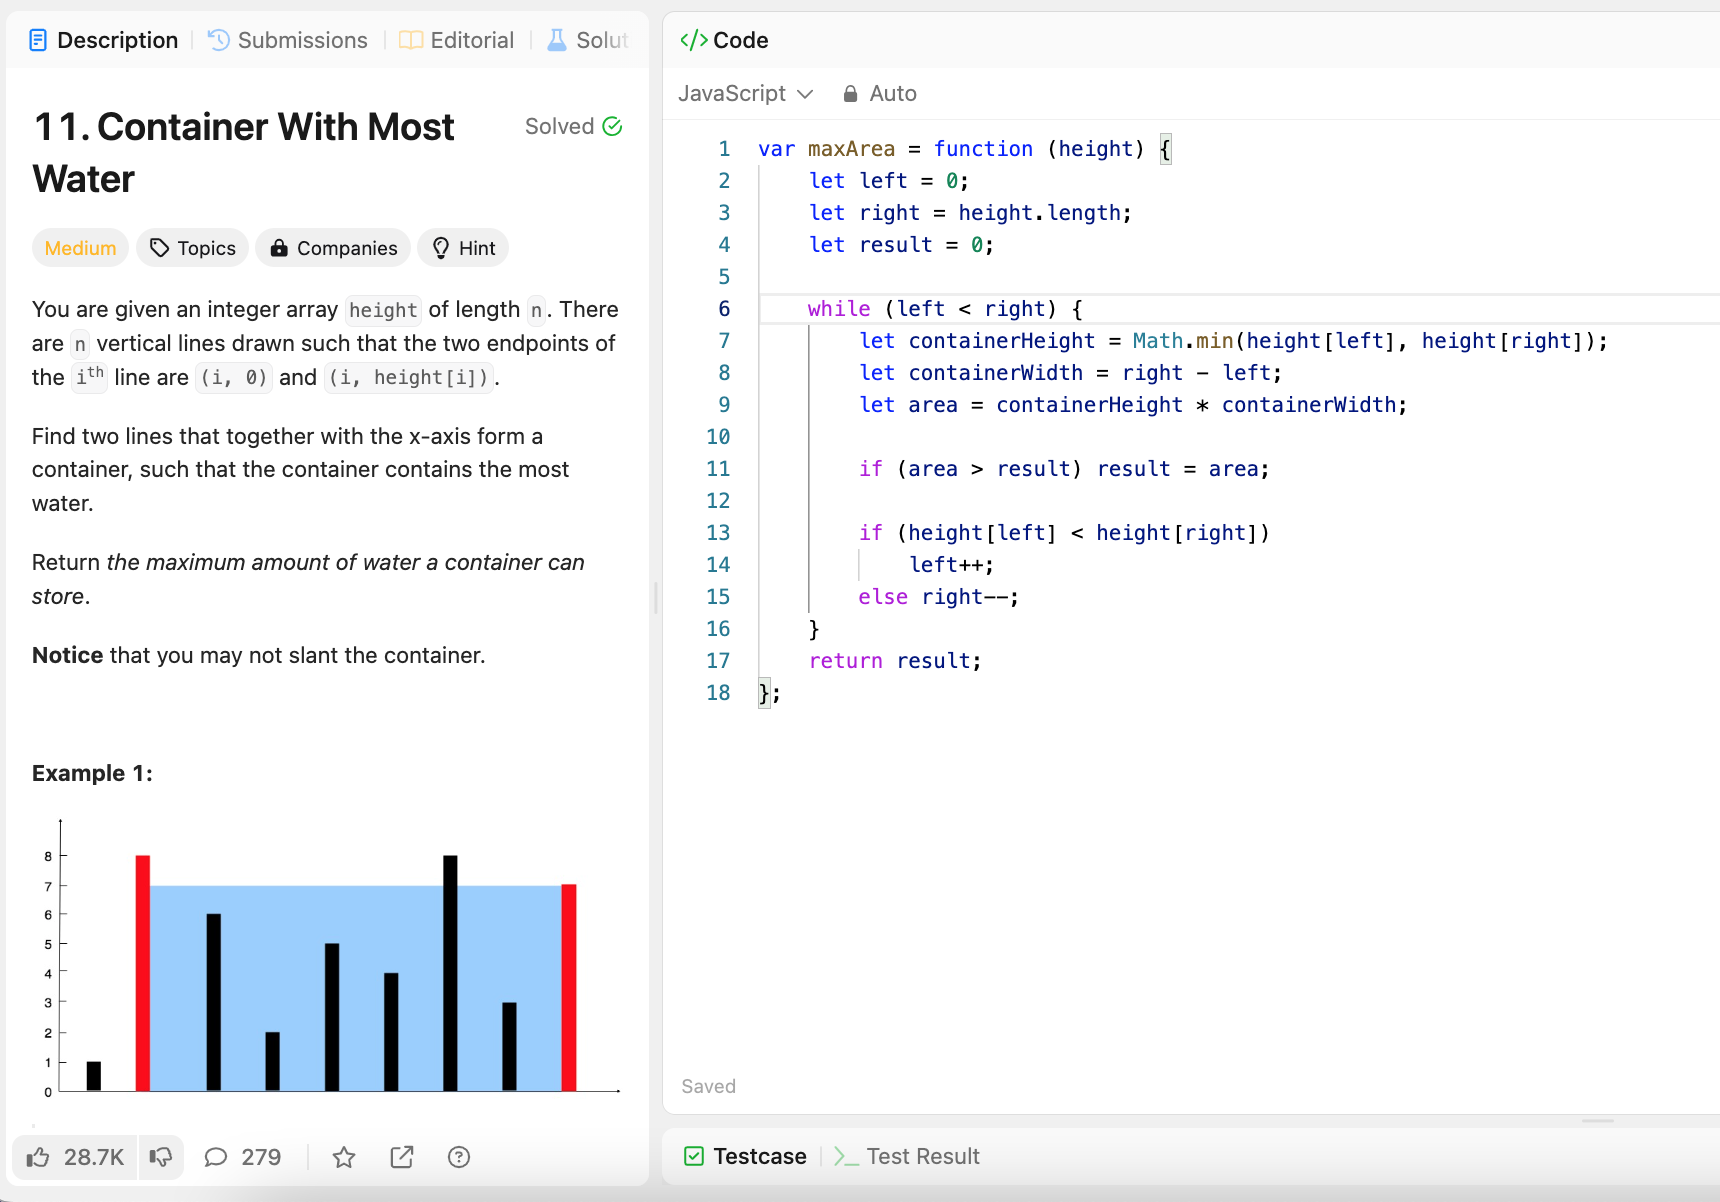 Description
Submissions
Editorial
Solut
11. Container With Most
Water
Solved
Medium
Topics
Companies
Hint
You are given an integer array height of length n. There
are n vertical lines drawn such that the two endpoints of
the ith line are (i, 0) and (i, height[i]).
Find two lines that together with the x-axis form a
container, such that the container contains the most
water.
Return the maximum amount of water a container can
store.
Notice that you may not slant the container.
Example 1:
8
7
6
5
4
3
2
1
0
28.7K
279
</> Code
JavaScript
Auto
1 var maxArea = function (height) {
2 let left = 0;
3 let right = height.length;
4 let result = 0;
5
6 while (left < right) {
7 let containerHeight = Math.min(height[left], height[right]);
8 let containerWidth = right - left;
9 let area = containerHeight * containerWidth;
10
11 if (area > result) result = area;
12
13 if (height[left] < height[right])
14 left++;
15 else right--;
16 }
17 return result;
18 };
Saved
Testcase
Test Result